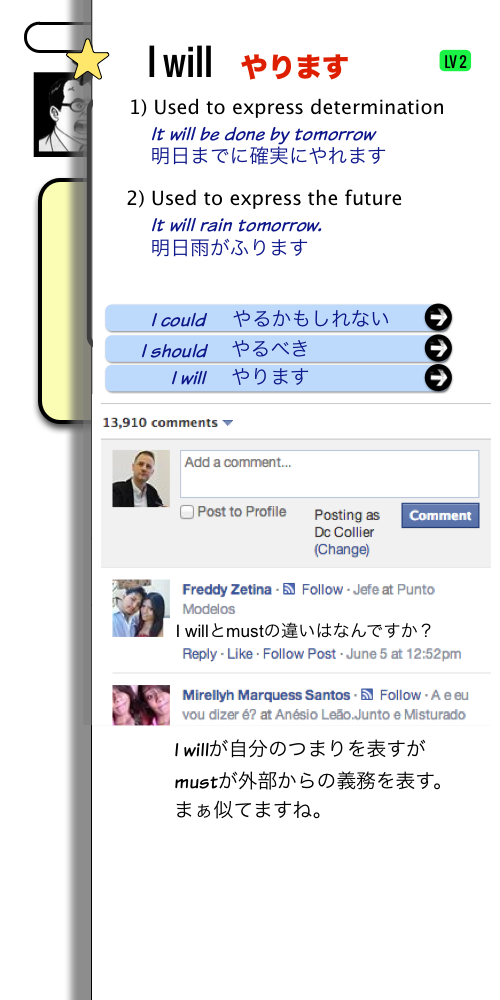 I will やります LV 2
1) Used to express determination
It will be done by tomorrow
明日までに確実にやれます
2) Used to express the future
It will rain tomorrow.
明日雨がふります
I could やるかもしれない
I should やるべき
I will やります
13,910 comments
Add a comment...
Post to Profile
Posting as
Dc Collier
(Change)
Comment
Freddy Zetina · Follow · Jefe at Punto
Modelos
I willとmustの違いはなんですか？
Reply · Like · Follow Post · June 5 at 12:52pm
Mirellyh Marquess Santos · Follow · A e eu
vou dizer é? at Anésio Leão.Junto e Misturado
I willが自分のつまりを表すが
mustが外部からの義務を表す。
まぁ似てますね。